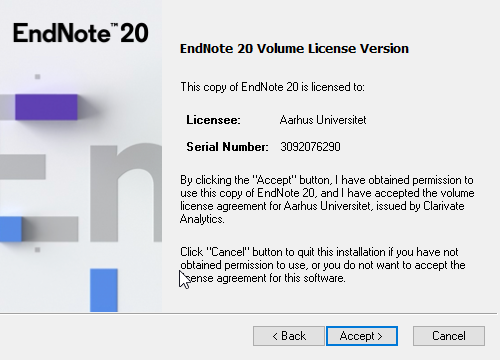 EndNote™ 20
EndNote 20 Volume License Version
This copy of EndNote 20 is licensed to:
Licensee: Aarhus Universitet
Serial Number: 3092076290
By clicking the "Accept" button, I have obtained permission to
use this copy of EndNote 20, and I have accepted the volume
license agreement for Aarhus Universitet, issued by Clarivate
Analytics.
Click "Cancel" button to quit this installation if you have not
obtained permission to use, or you do not want to accept the
license agreement for this software.
En
< Back
Accept >
Cancel